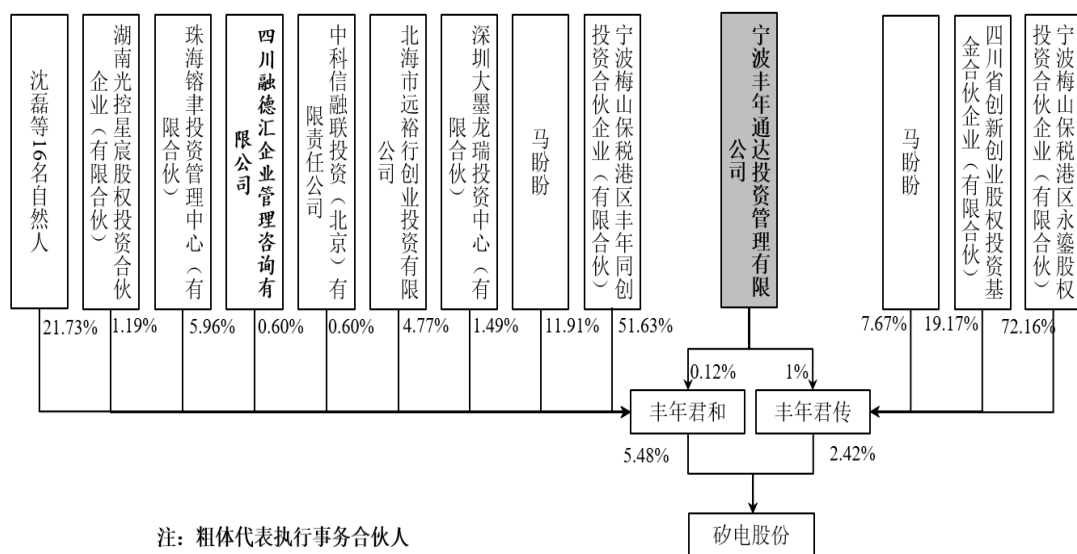 沈磊等16名自然人
湖南光控星宸股权投资合伙
企业（有限合伙）
珠海镕聿投资管理中心（有
限合伙）
四川融德汇企业管理咨询有
限公司
中科信融联投资（北京）有
限责任公司
北海市远裕行创业投资有限
公司
深圳大墨龙瑞投资中心（有
限合伙）
马盼盼
宁波梅山保税港区丰年同创
投资合伙企业（有限合伙）
宁波丰年通达投资管理有限
公司
马盼盼
四川省创新创业股权投资基
金合伙企业（有限合伙）
宁波梅山保税港区永鎏股权
投资合伙企业（有限合伙）
21.73%
1.19%
5.96%
0.60%
0.60%
4.77%
1.49%
11.91%
51.63%
7.67%
19.17%
72.16%
0.12%
1%
丰年君和
丰年君传
5.48%
2.42%
矽电股份
注：粗体代表执行事务合伙人